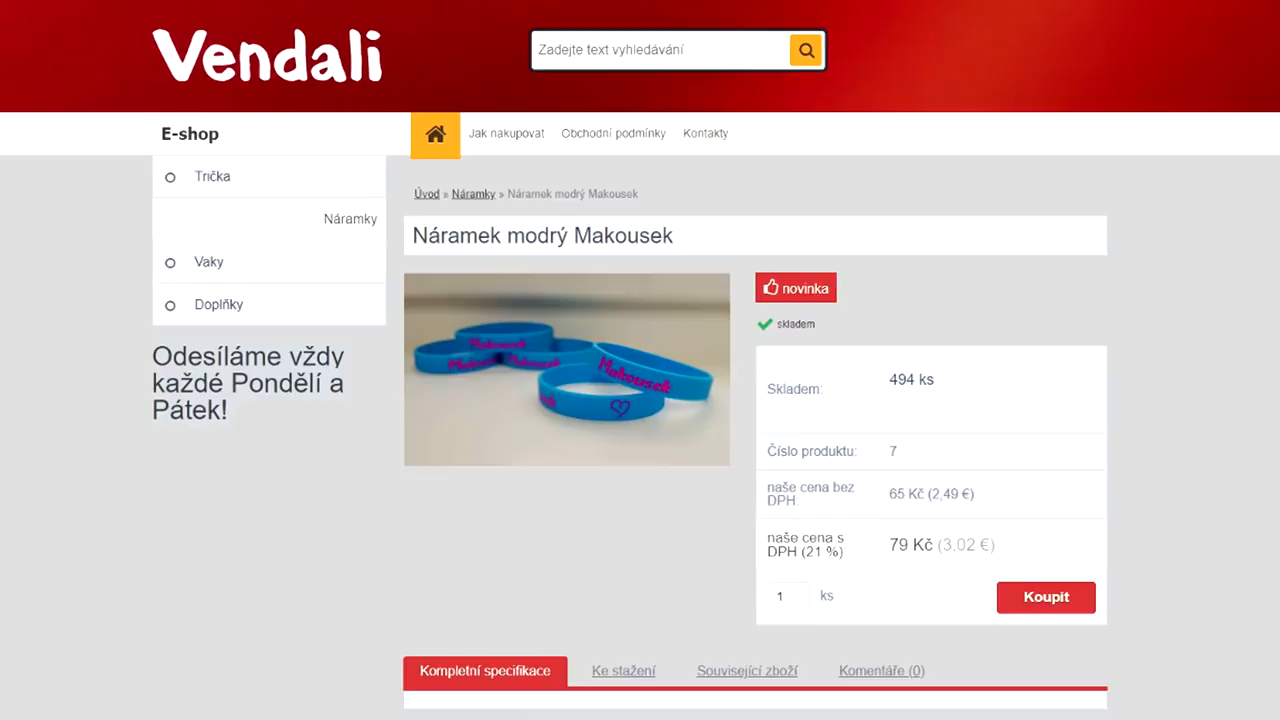 Vendali
Zadejte text vyhledávání
E-shop
Jak nakupovat
Obchodní podmínky
Kontakty
Trička
Náramky
Vaky
Doplňky
Odesíláme vždy
každé Pondělí a
Pátek!
Úvod » Náramky » Náramek modrý Makousek
Náramek modrý Makousek
Makousek
Makousek
novinka
skladem
Skladem: 494 ks
Číslo produktu: 7
naše cena bez
DPH
65 Kč (2,49 €)
naše cena s
DPH (21 %)
79 Kč (3,02 €)
1 ks
Koupit
Kompletní specifikace
Ke stažení
Související zboží
Komentáře (0)